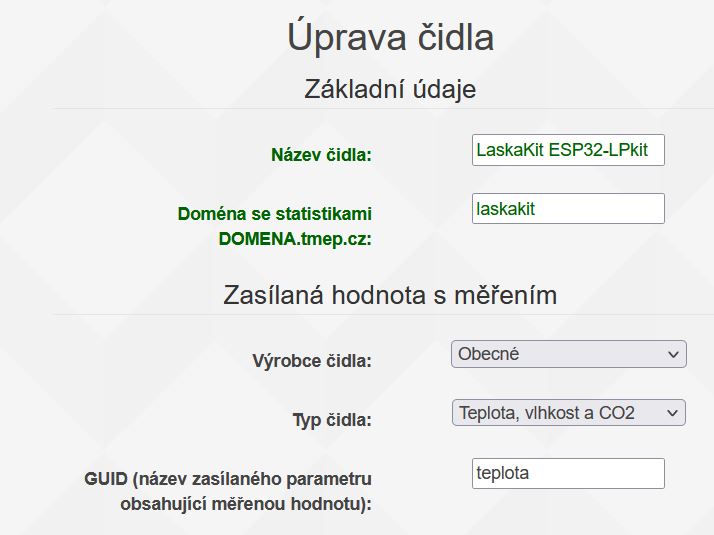 Úprava čidla
Základní údaje
Název čidla: LaskaKit ESP32-LPkit
Doména se statistikami
DOMENA.tmep.cz: laskakit
Zasílaná hodnota s měřením
Výrobce čidla: Obecné
Typ čidla: Teplota, vlhkost a CO2
GUID (název zasílaného parametru
obsahující měřenou hodnotu): teplota